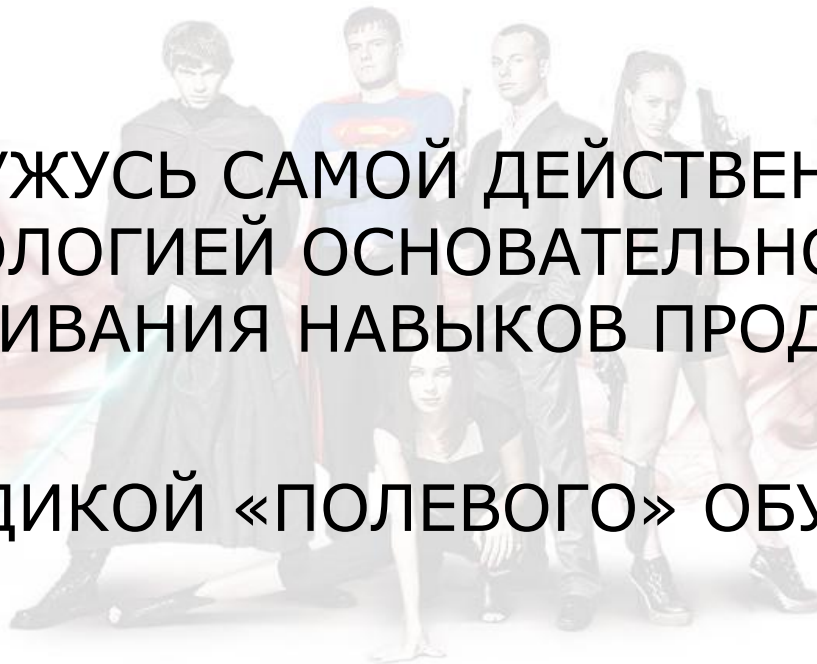 УЖУСЬ САМОЙ ДЕЙСТВЕН
ОЛОГИЕЙ ОСНОВАТЕЛЬНО
ИВАНИЯ НАВЫКОВ ПРОД
ДИКОЙ «ПОЛЕВОГО» ОБУ